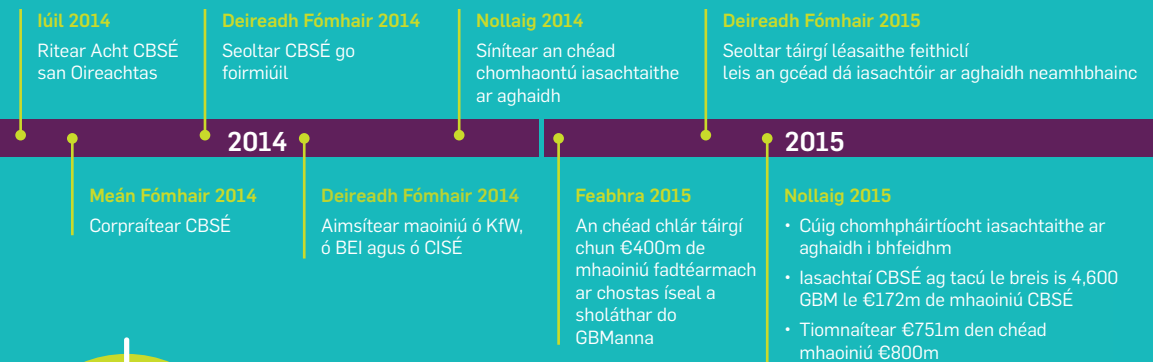 Iúil 2014
Ritear Acht CBSÉ
san Oireachtas
Deireadh Fómhair 2014
Seoltar CBSÉ go
foirmiúil
Nollaig 2014
Sínítear an chéad
chomhaontú iasachtaithe
ar aghaidh
Deireadh Fómhair 2015
Seoltar táirgí léasaithe feithiclí
leis an gcéad dá iasachtóir ar aghaidh neamhbhainc
2014
2015
Meán Fómhair 2014
Corpraítear CBSÉ
Deireadh Fómhair 2014
Aimsítear maoiniú ó KfW,
ó BEI agus ó CISÉ
Feabhra 2015
An chéad chlár táirgí
chun €400m de
mhaoiniú fadtéarmach
ar chostas íseal a
sholáthar do
GBManna
Nollaig 2015
• Cúig chomhpháirtíocht iasachtaithe ar
aghaidh i bhfeidhm
• Iasachtaí CBSÉ ag tacú le breis is 4,600
GBM le €172m de mhaoiniú CBSÉ
• Tiomnaítear €751m den chéad
mhaoiniú €800m